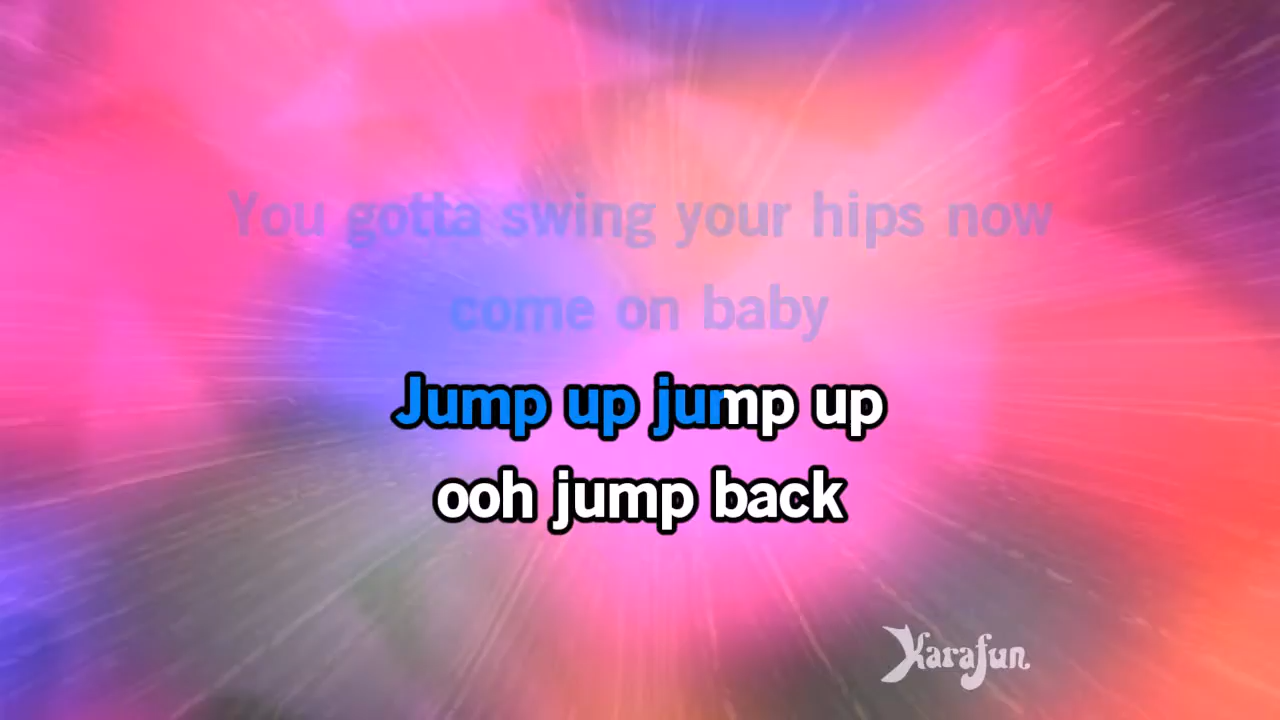 You gotta swing your hips now
come on baby
Jump up jump up
ooh jump back
Karafun